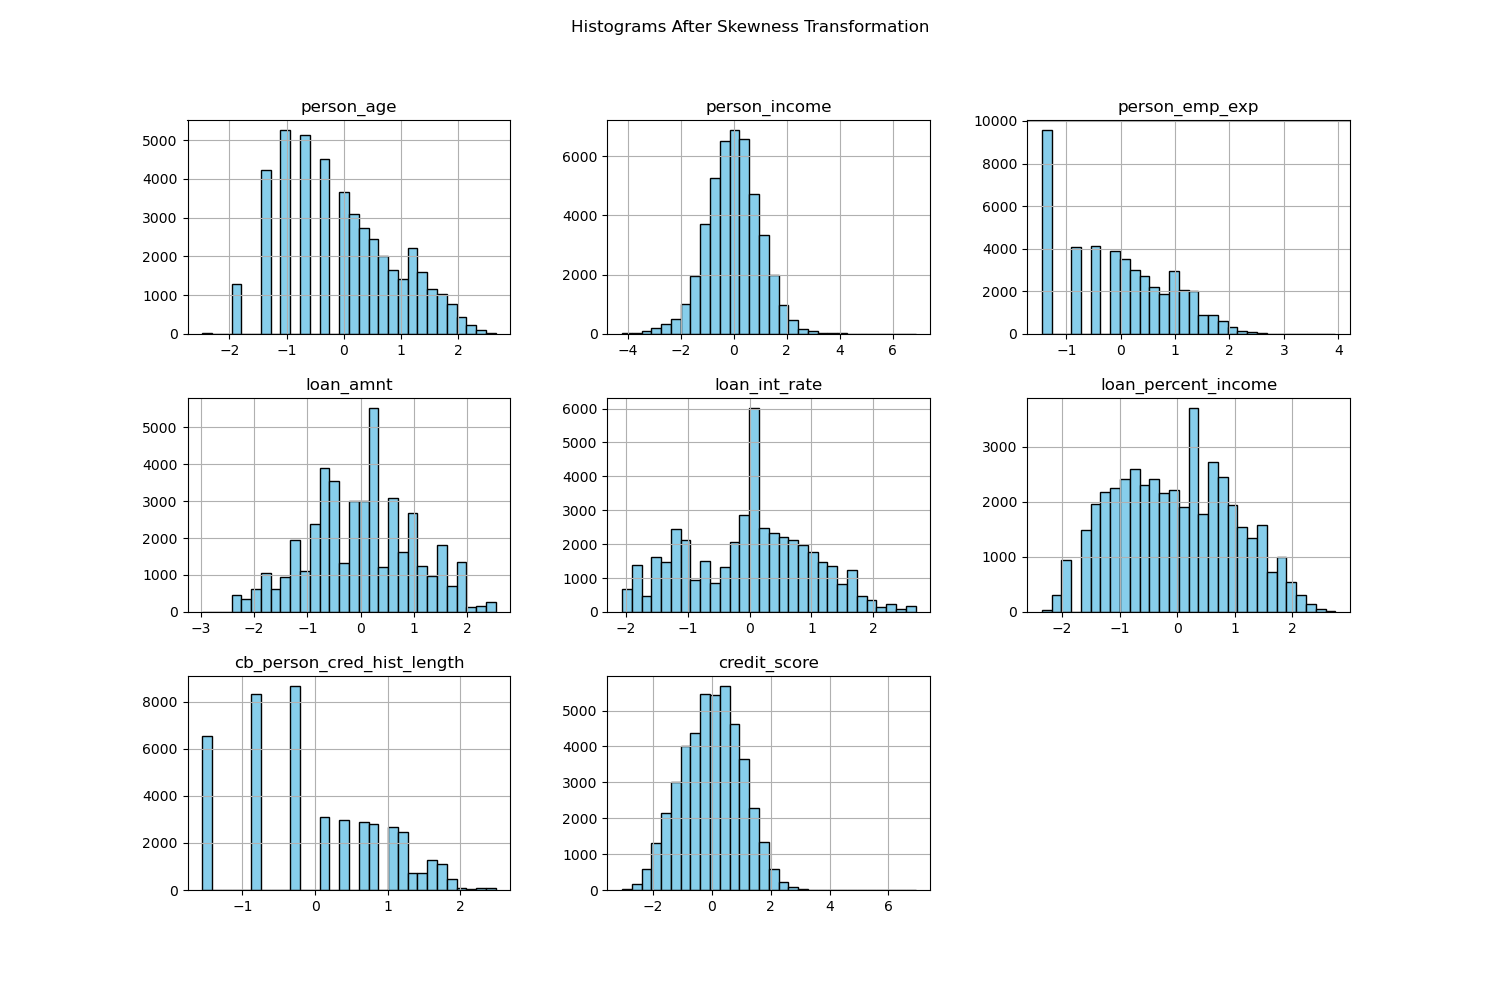 Histograms After Skewness Transformation
person_age person_income person_emp_exp
5000 4000 3000 2000 1000 0
−2 −1 0 1 2
6000 4000 2000 0
−4 −2 0 2 4 6
10000 8000 6000 4000 2000 0
−1 0 1 2 3 4
loan_amnt loan_int_rate loan_percent_income
5000 4000 3000 2000 1000 0
−3 −2 −1 0 1 2
6000 5000 4000 3000 2000 1000 0
−2 −1 0 1 2
3000 2000 1000 0
−2 −1 0 1 2
cb_person_cred_hist_length credit_score
8000 6000 4000 2000 0
−1 0 1 2
5000 4000 3000 2000 1000 0
−2 0 2 4 6